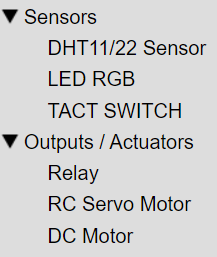 Sensors
DHT11/22 Sensor
LED RGB
TACT SWITCH
Outputs / Actuators
Relay
RC Servo Motor
DC Motor